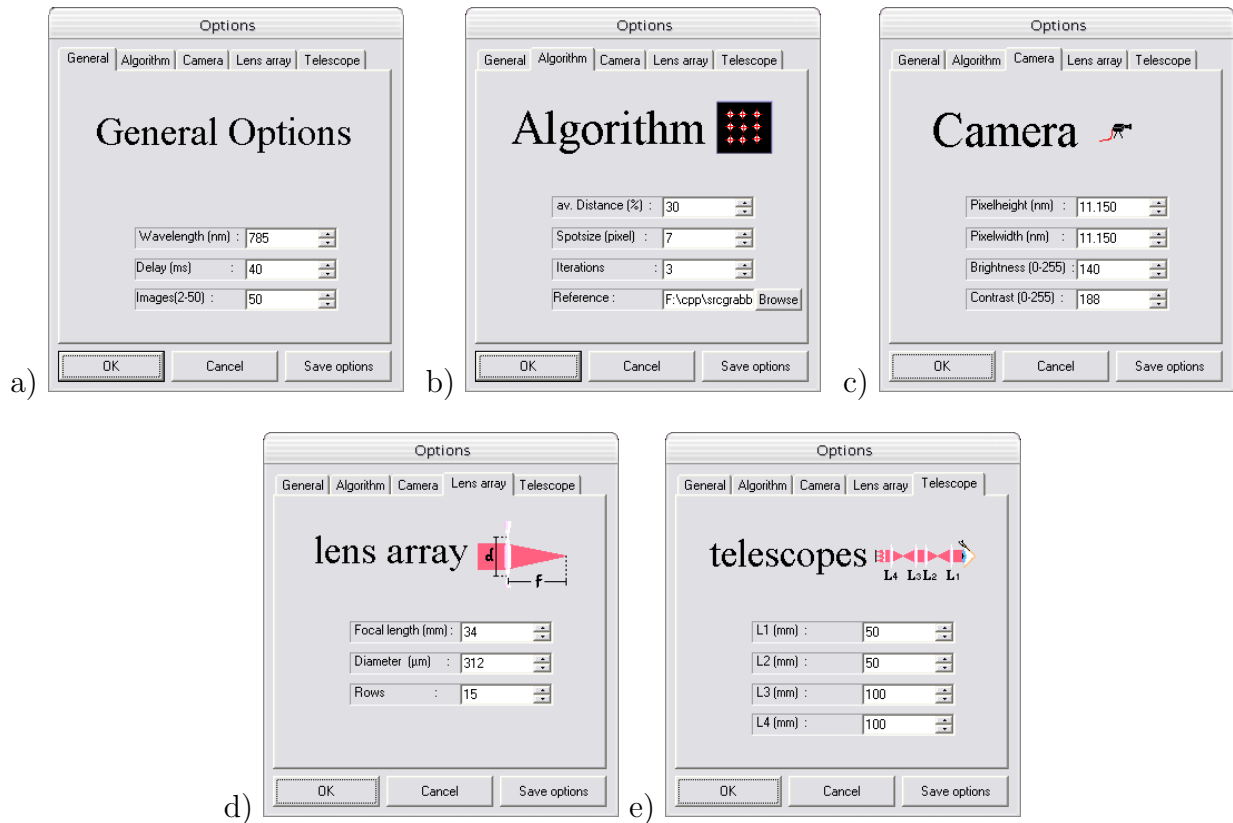 Options
General Algorithm Camera Lens array Telescope
General Options
Wavelength (nm) : 785
Delay (ms) : 40
Images(2-50) : 50
OK Cancel Save options
a)
Options
General Algorithm Camera Lens array Telescope
Algorithm
av. Distance (%) : 30
Spotsize (pixel) : 7
Iterations : 3
Reference : F:\cpp\srcgrabb Browse
OK Cancel Save options
b)
Options
General Algorithm Camera Lens array Telescope
Camera
Pixelheight (nm) : 11.150
Pixelwidth (nm) : 11.150
Brightness (0-255) : 140
Contrast (0-255) : 188
OK Cancel Save options
c)
Options
General Algorithm Camera Lens array Telescope
lens array
d
f
Focal length (mm) : 34
Diameter (µm) : 312
Rows : 15
OK Cancel Save options
d)
Options
General Algorithm Camera Lens array Telescope
telescopes
L4 L3 L2 L1
L1 (mm) : 50
L2 (mm) : 50
L3 (mm) : 100
L4 (mm) : 100
OK Cancel Save options
e)